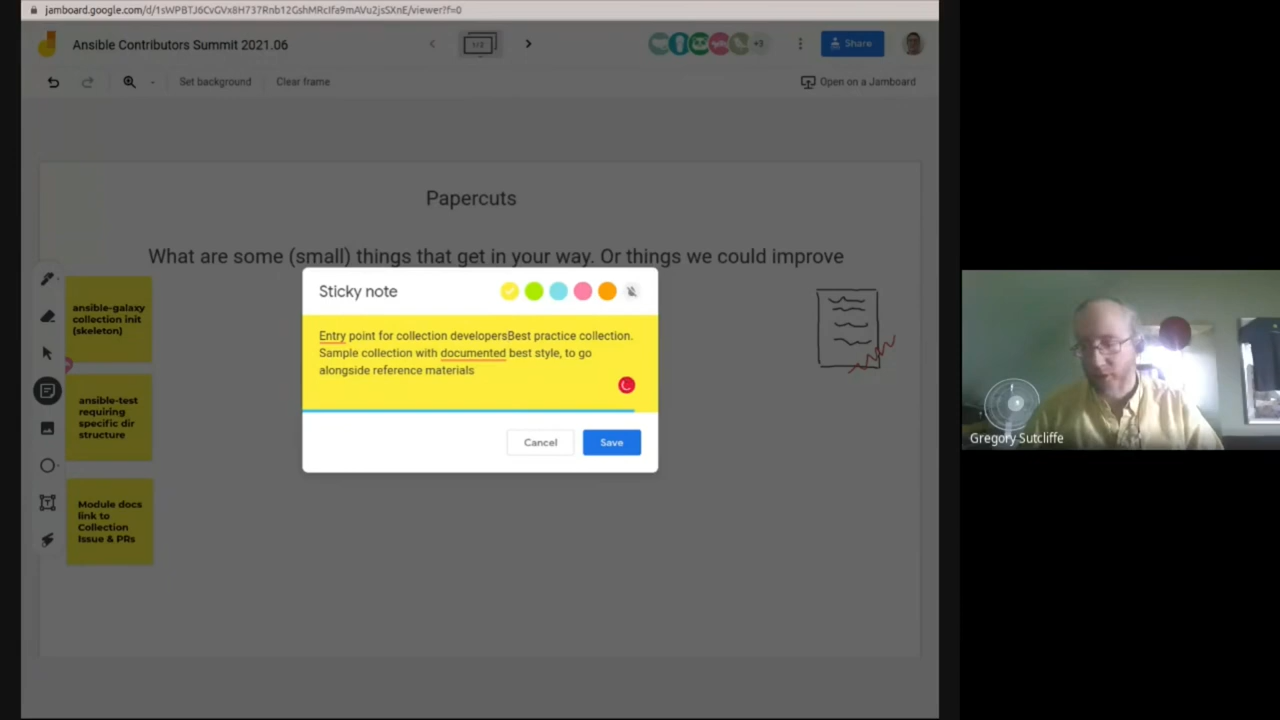 jamboard.google.com/d/1sWPBTJ6CvGVx8H737Rnb12GshMRcIfa9mAVu2jsSXnE/viewer?f=0
Ansible Contributors Summit 2021.06
1/2
+3
Share
Set background
Clear frame
Open on a Jamboard
Papercuts
What are some (small) things that get in your way. Or things we could improve
Sticky note
Entry point for collection developersBest practice collection.
Sample collection with documented best style, to go
alongside reference materials
Cancel
Save
ansible-galaxy
collection init
(skeleton)
ansible-test
requiring
specific dir
structure
Module docs
link to
Collection
Issue & PRs
Gregory Sutcliffe